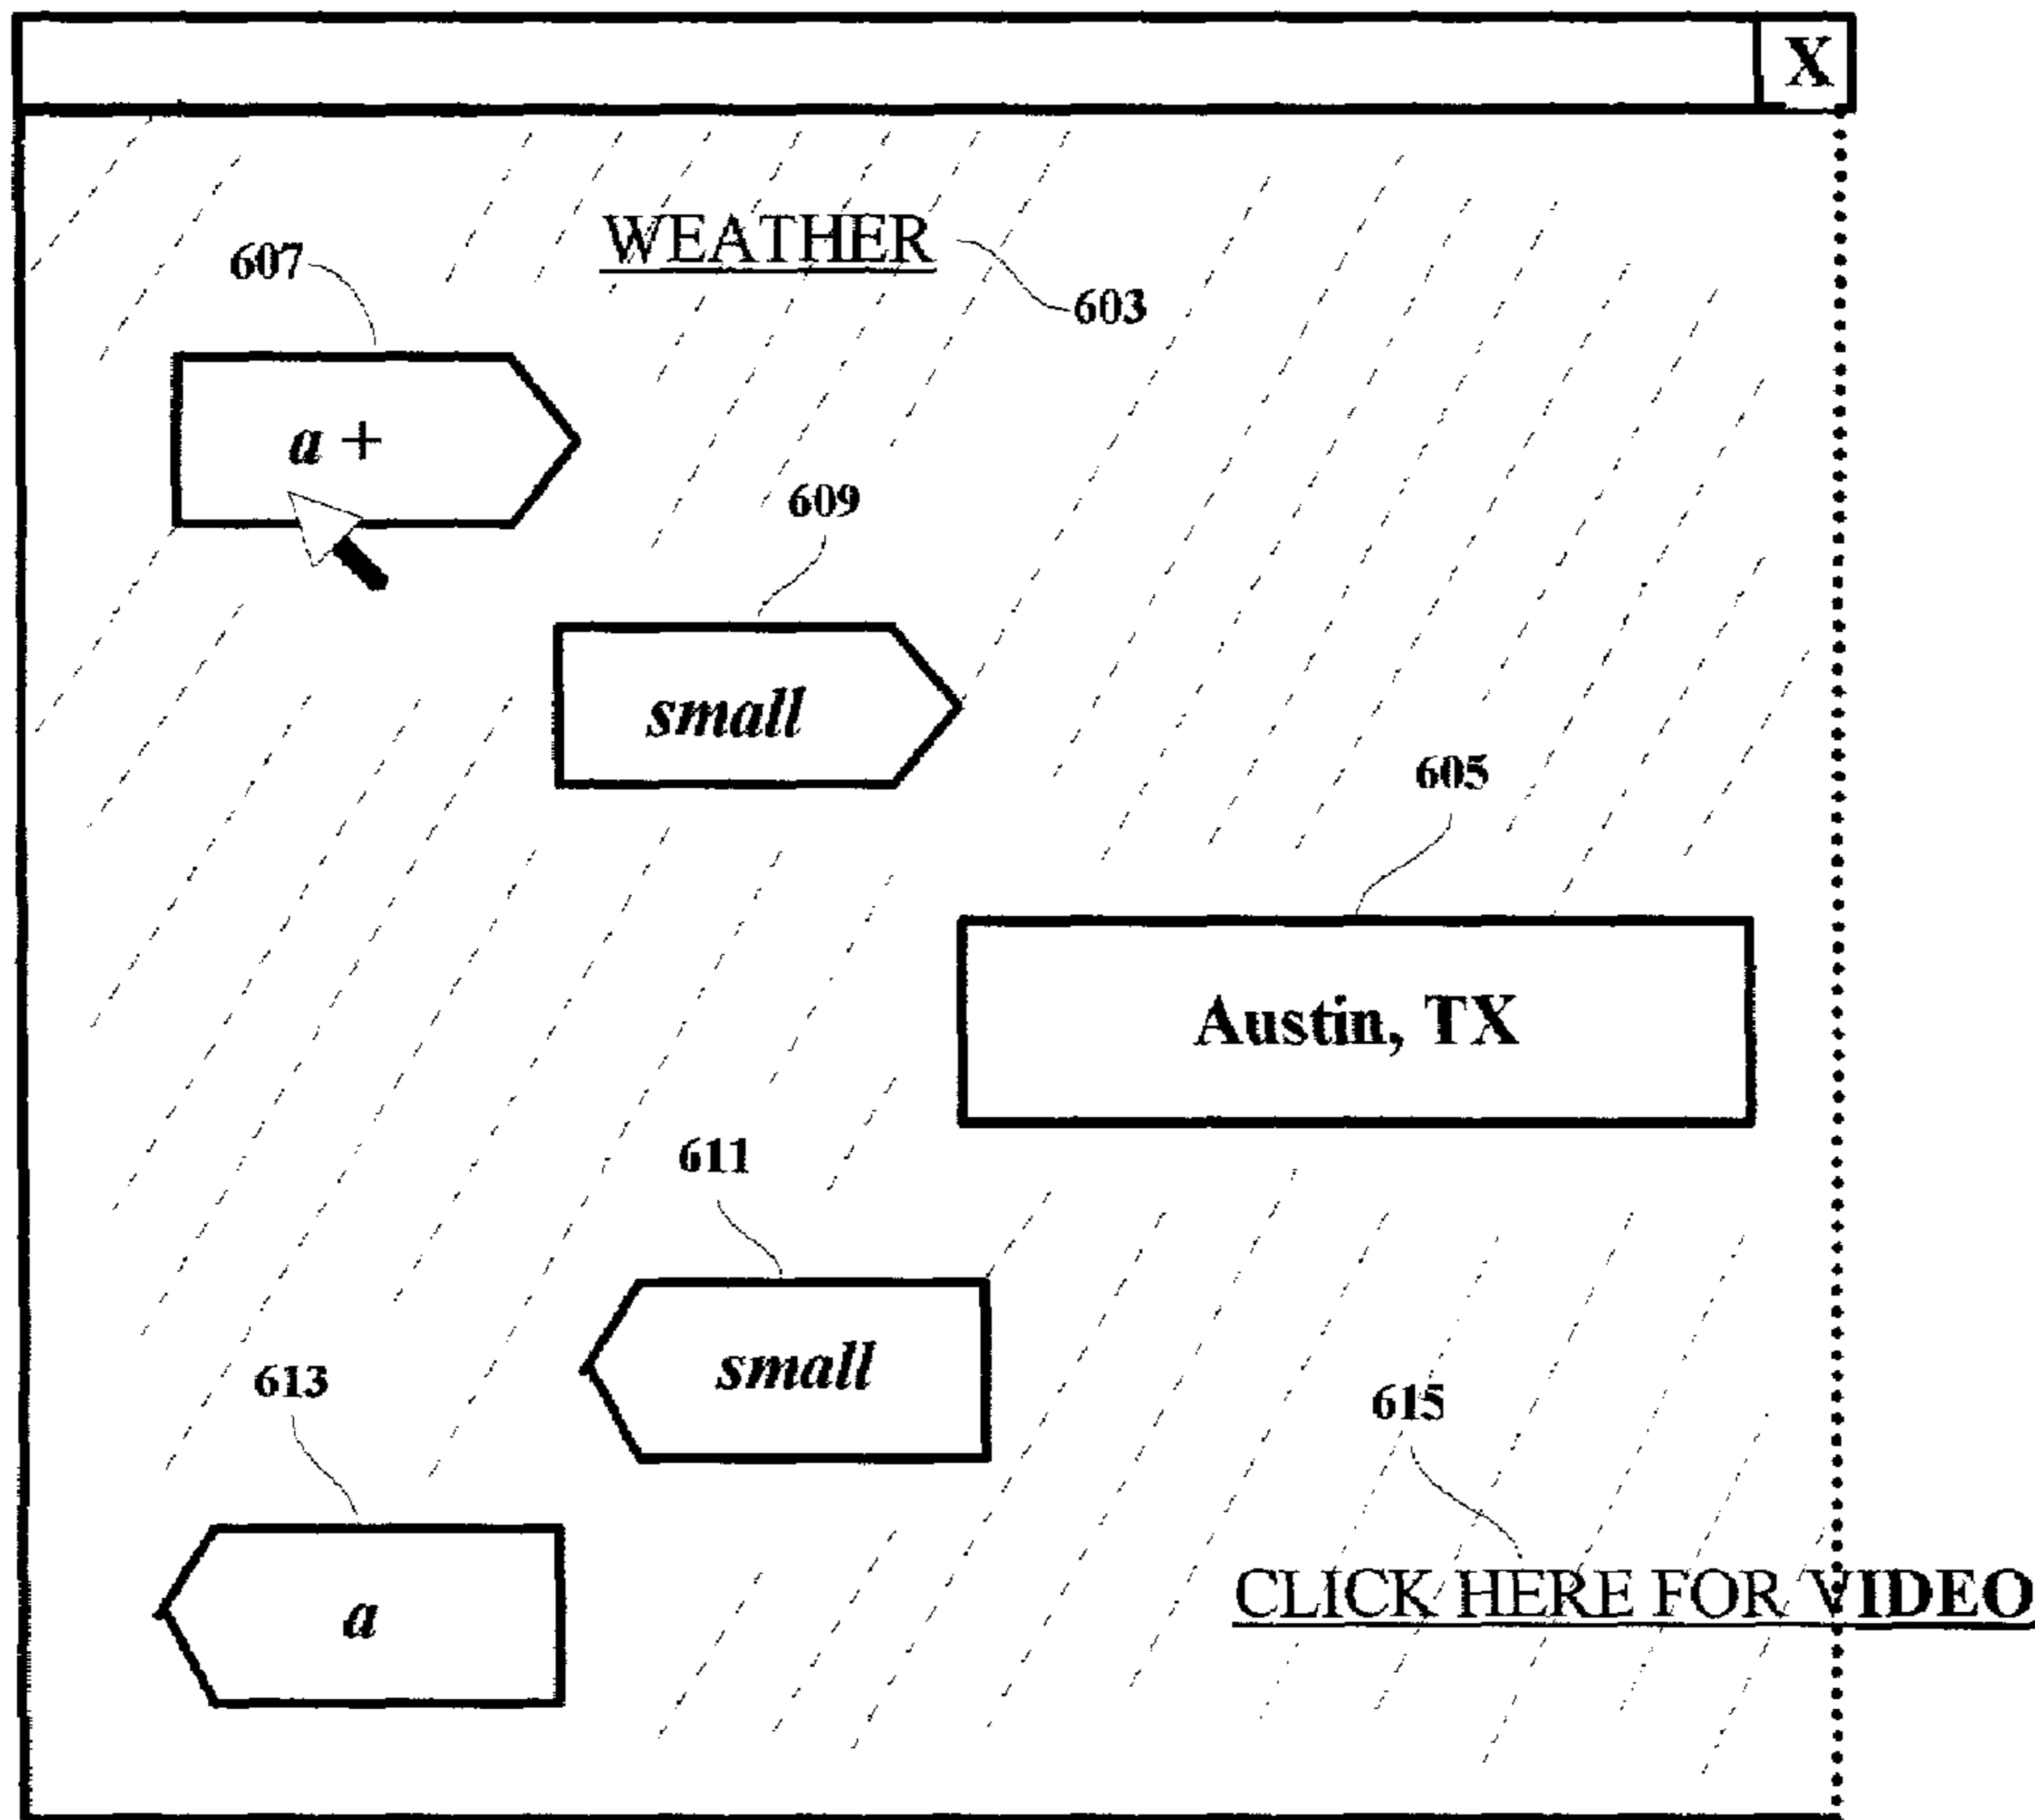 X
WEATHER
607
603
a +
609
small
605
Austin, TX
611
small
613
615
a
CLICK HERE FOR VIDEO